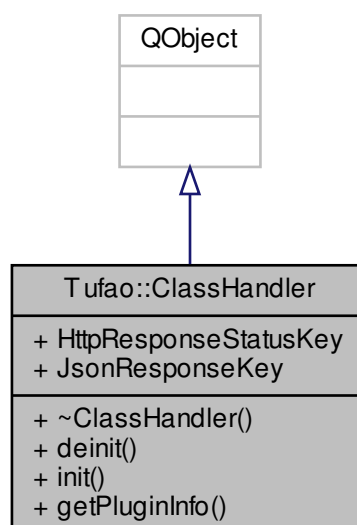 QObject
Tufao::ClassHandler
+ HttpResponseStatusKey
+ JsonResponseKey
+ ~ClassHandler()
+ deinit()
+ init()
+ getPluginInfo()